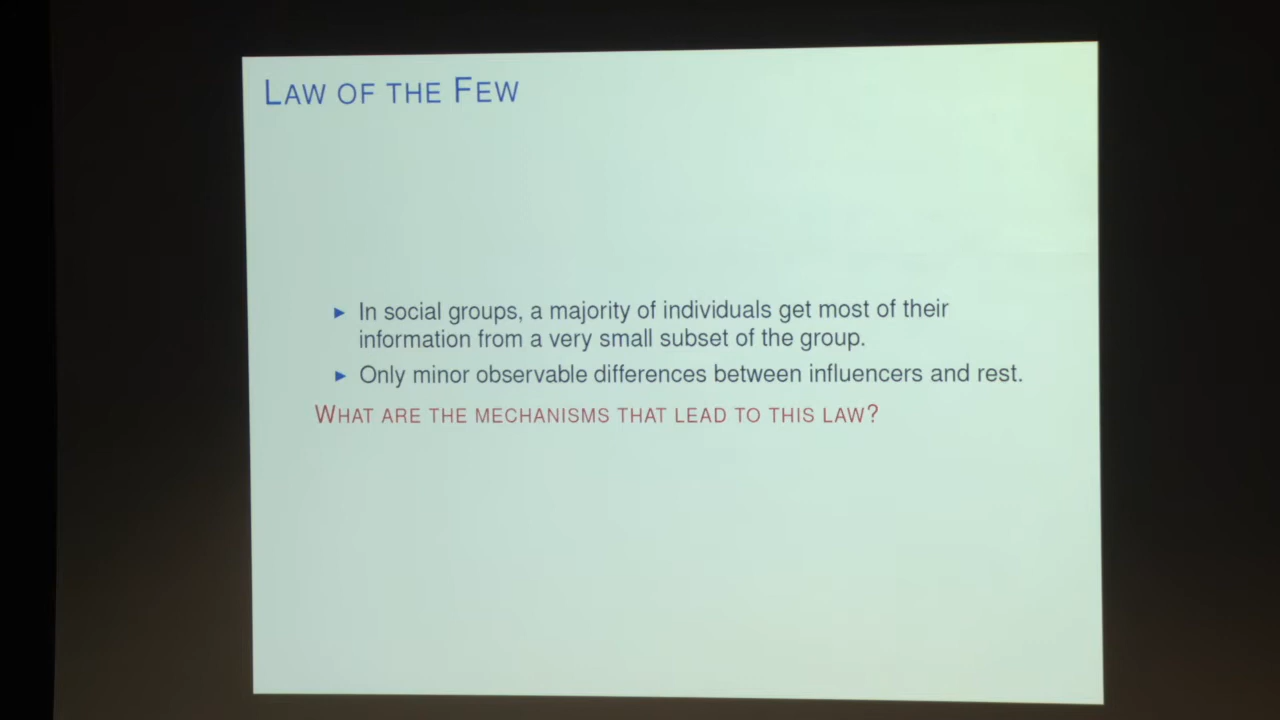 LAW OF THE FEW
▶ In social groups, a majority of individuals get most of their
information from a very small subset of the group.
▶ Only minor observable differences between influencers and rest.
WHAT ARE THE MECHANISMS THAT LEAD TO THIS LAW?